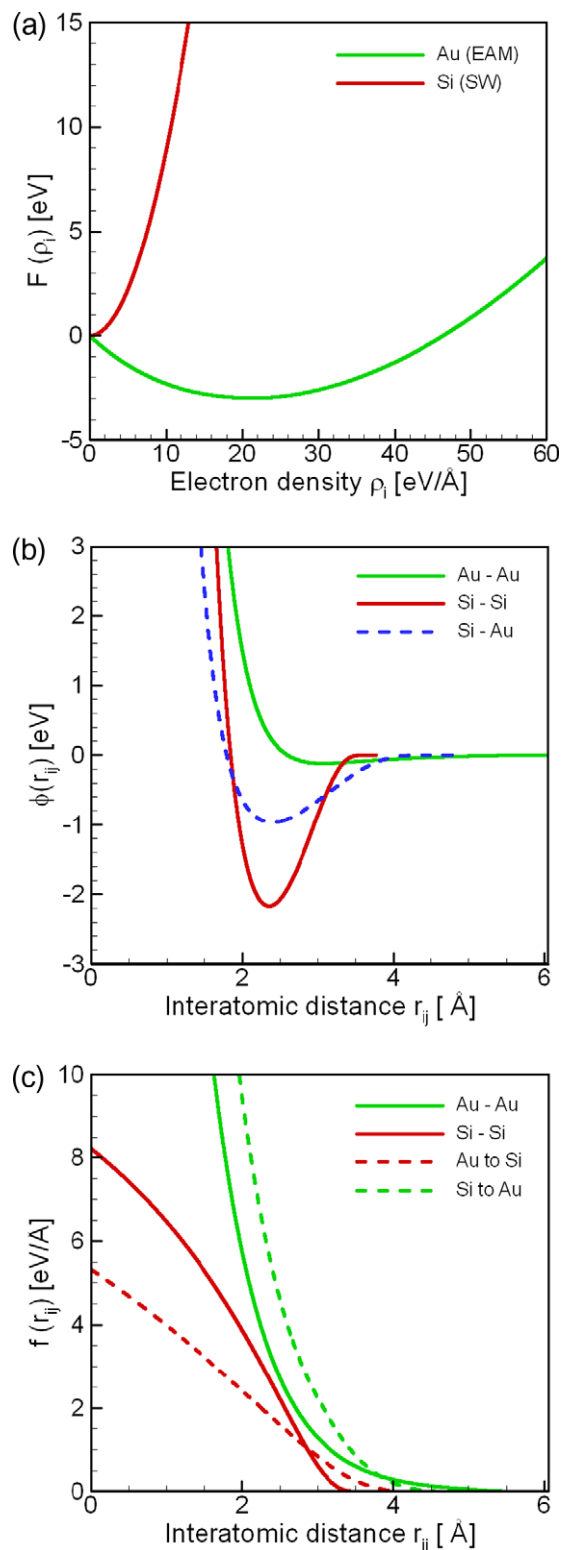 (a)
15
10
5
0
-5
F (ρi) [eV]
Au (EAM)
Si (SW)
0 10 20 30 40 50 60
Electron density ρi [eV/Å]
(b)
3
2
1
0
-1
-2
-3
ϕ(rij) [eV]
Au - Au
Si - Si
Si - Au
0 2 4 6
Interatomic distance rij [ Å]
(c)
10
8
6
4
2
0
f (rij) [eV/A]
Au - Au
Si - Si
Au to Si
Si to Au
0 2 4 6
Interatomic distance rij [ Å]